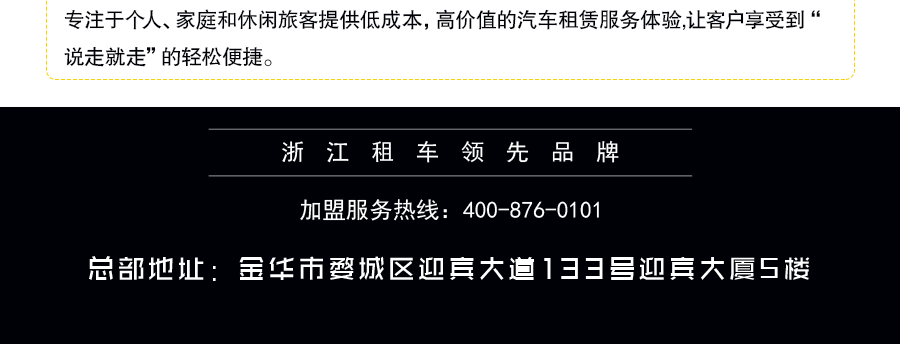 专注于个人、家庭和休闲旅客提供低成本，高价值的汽车租赁服务体验,让客户享受到“
说走就走”的轻松便捷。
浙江租车领先品牌
加盟服务热线：400-876-0101
总部地址：金华市婺城区迎宾大道133号迎宾大厦5楼